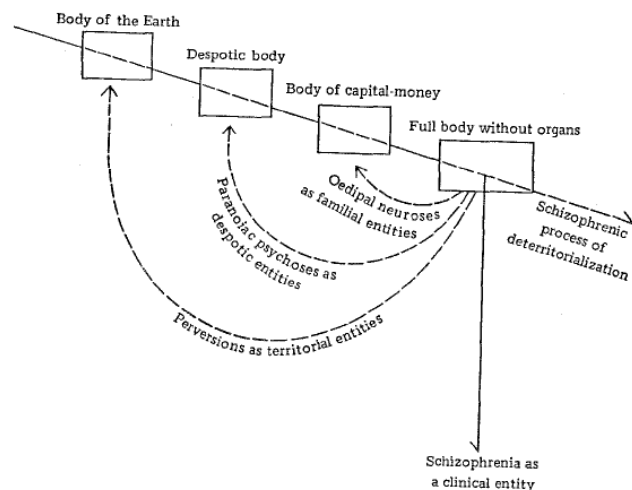 Body of the Earth
Despotic body
Body of capital-money
Full body without organs
Oedipal neuroses
as familial entities
Paranoiac psychoses as
despotic entities
Perversions as territorial entities
Schizophrenic
process of
deterritorialization
Schizophrenia as
a clinical entity